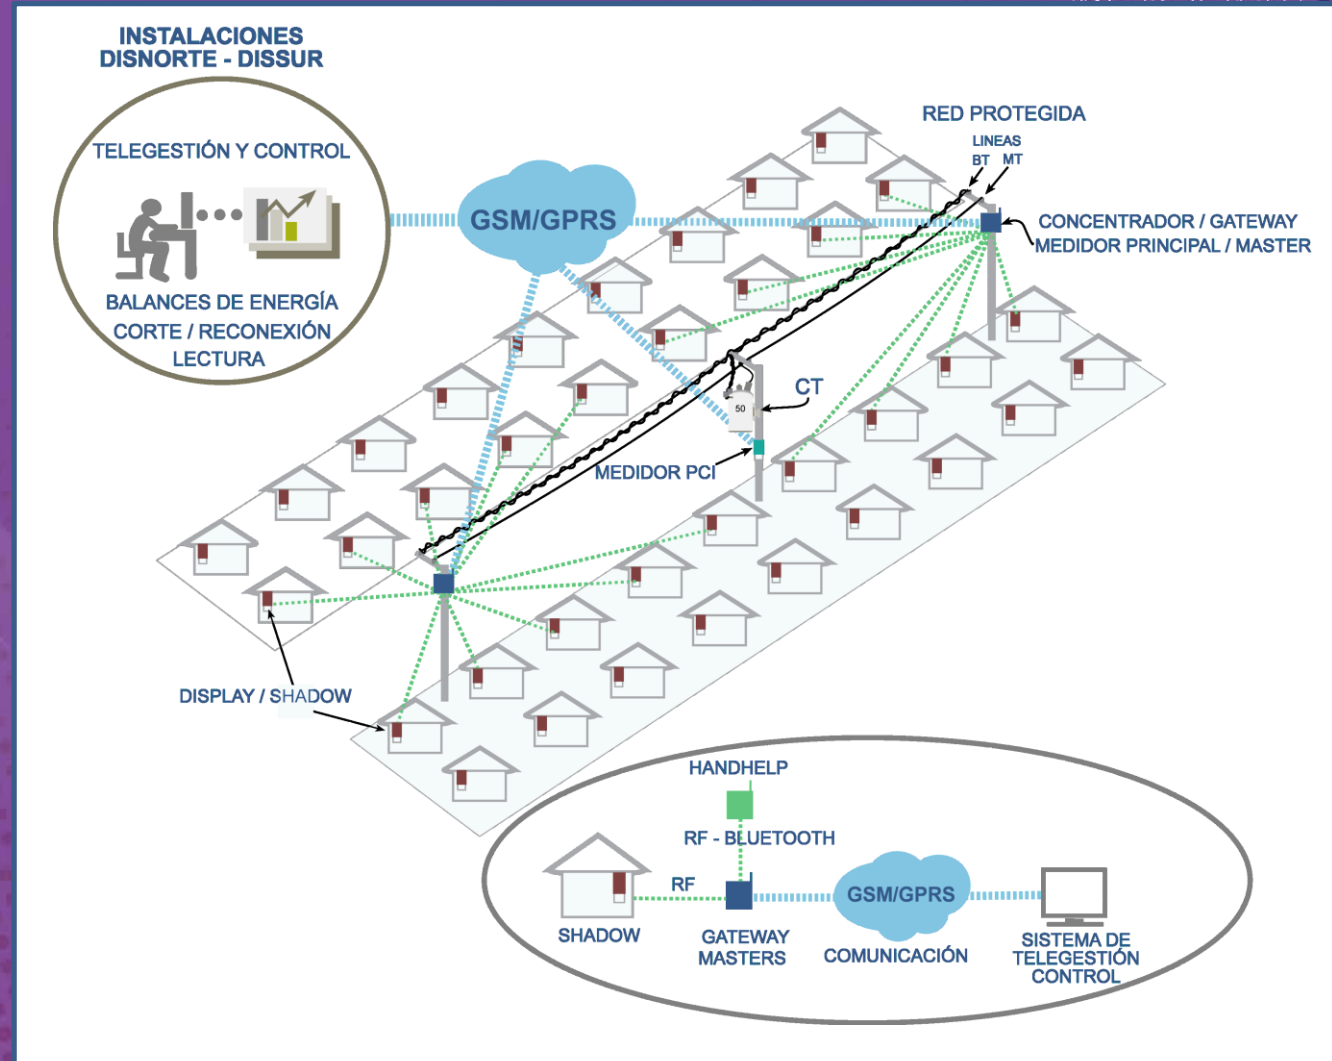 INSTALACIONES
DISNORTE - DISSUR
TELEGESTIÓN Y CONTROL
BALANCES DE ENERGÍA
CORTE / RECONEXIÓN
LECTURA
GSM/GPRS
RED PROTEGIDA
LINEAS
BT MT
CONCENTRADOR / GATEWAY
MEDIDOR PRINCIPAL / MASTER
CT
50
MEDIDOR PCI
DISPLAY / SHADOW
HANDHELP
RF - BLUETOOTH
RF
GSM/GPRS
SHADOW
GATEWAY
MASTERS
COMUNICACIÓN
SISTEMA DE
TELEGESTIÓN
CONTROL